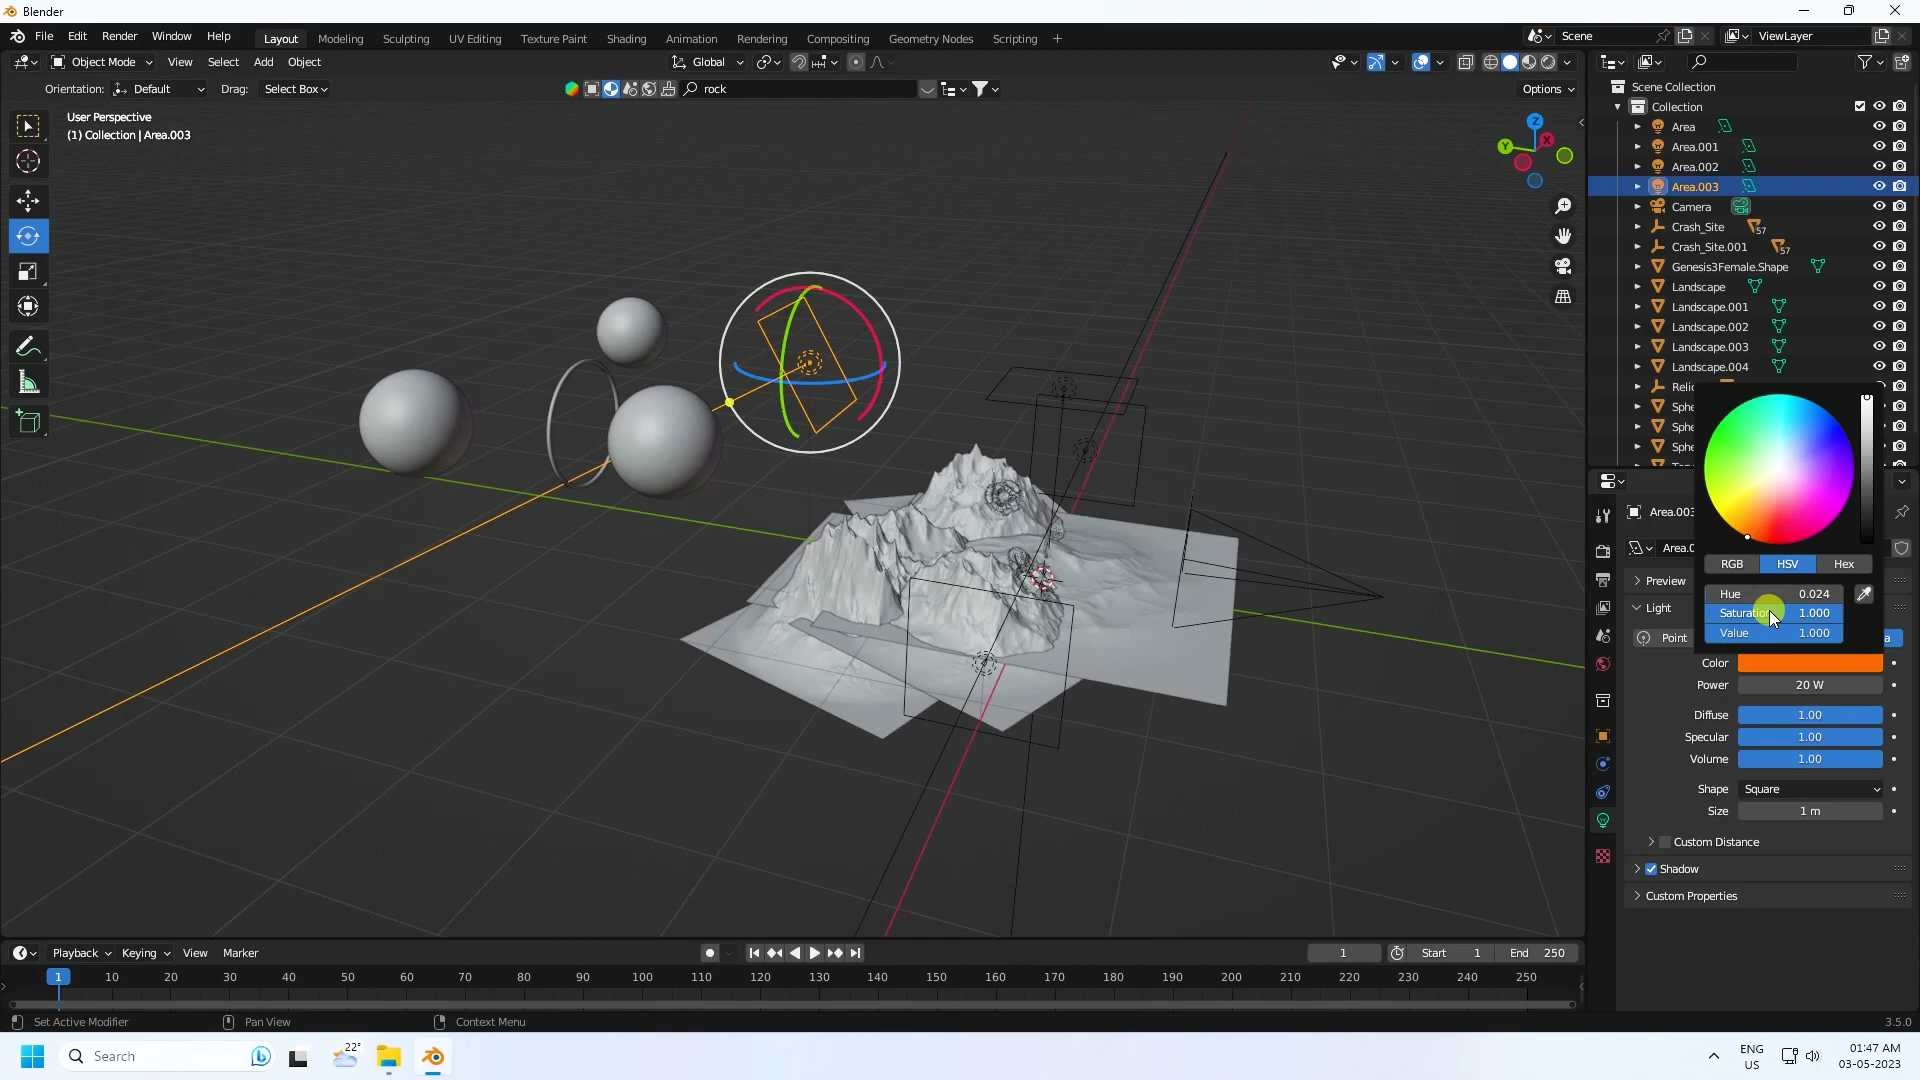 Blender
File Edit Render Window Help
Layout Modeling Sculpting UV Editing Texture Paint Shading Animation Rendering Compositing Geometry Nodes Scripting +
Scene
ViewLayer
Object Mode View Select Add Object
Global
Orientation: Default Drag: Select Box
rock
Options
User Perspective
(1) Collection | Area.003
Z
X
Y
Scene Collection
Collection
Area
Area.001
Area.002
Area.003
Camera
Crash_Site 57
Crash_Site.001 57
Genesis3Female.Shape
Landscape
Landscape.001
Landscape.002
Landscape.003
Landscape.004
RGB HSV Hex
Hue 0.024
Saturation 1.000
Value 1.000
Area.003
Preview
Light
Point
Color
Power 20 W
Diffuse 1.00
Specular 1.00
Volume 1.00
Shape Square
Size 1 m
Custom Distance
Shadow
Custom Properties
Playback Keying View Marker
1 Start 1 End 250
1 10 20 30 40 50 60 70 80 90 100 110 120 130 140 150 160 170 180 190 200 210 220 230 240 250
Set Active Modifier Pan View Context Menu
3.5.0
Search
22°
ENG
US
01:47 AM
03-05-2023